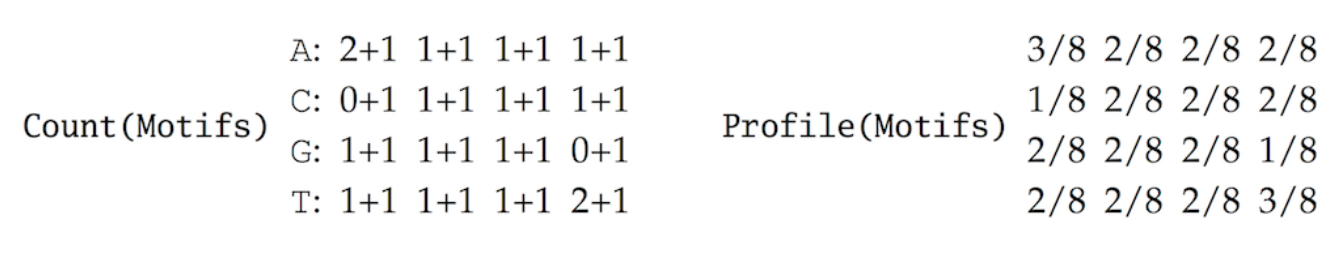 A: 2+1 1+1 1+1 1+1 3/8 2/8 2/8 2/8
C: 0+1 1+1 1+1 1+1 1/8 2/8 2/8 2/8
Count(Motifs) Profile(Motifs)
G: 1+1 1+1 1+1 0+1 2/8 2/8 2/8 1/8
T: 1+1 1+1 1+1 2+1 2/8 2/8 2/8 3/8